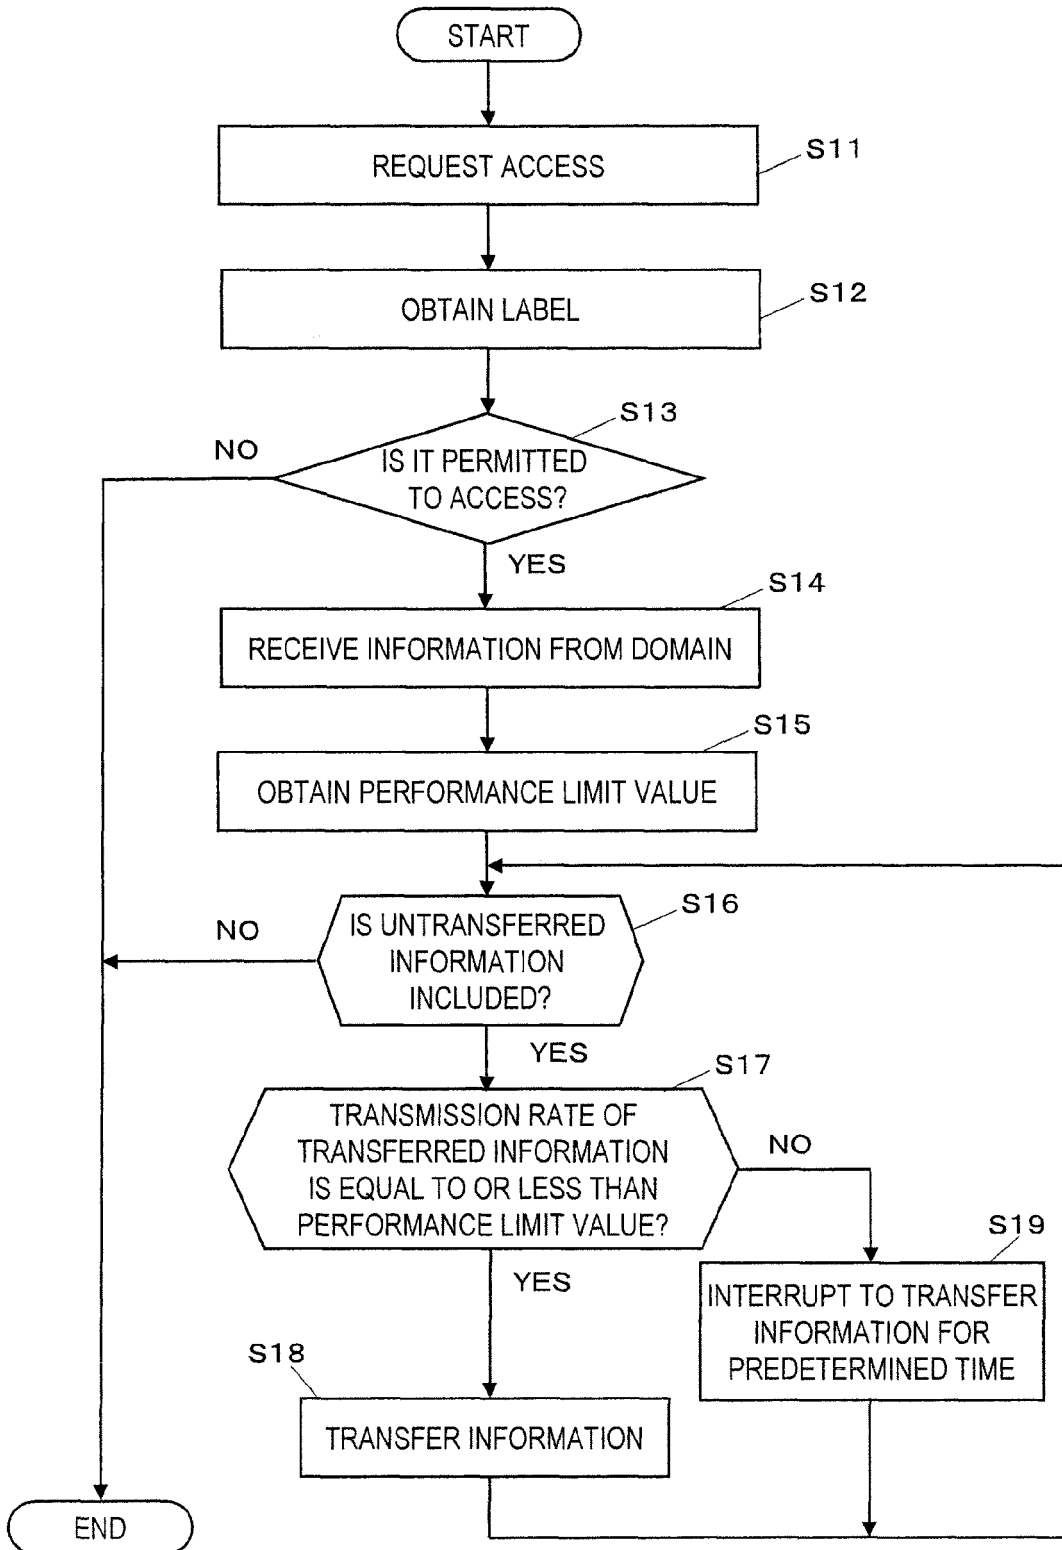 START
S11
REQUEST ACCESS
S12
OBTAIN LABEL
S13
NO
IS IT PERMITTED
TO ACCESS?
YES
S14
RECEIVE INFORMATION FROM DOMAIN
S15
OBTAIN PERFORMANCE LIMIT VALUE
S16
NO
IS UNTRANSFERRED
INFORMATION
INCLUDED?
YES
S17
TRANSMISSION RATE OF
TRANSFERRED INFORMATION
IS EQUAL TO OR LESS THAN
PERFORMANCE LIMIT VALUE?
NO
YES
S19
INTERRUPT TO TRANSFER
INFORMATION FOR
PREDETERMINED TIME
S18
TRANSFER INFORMATION
END